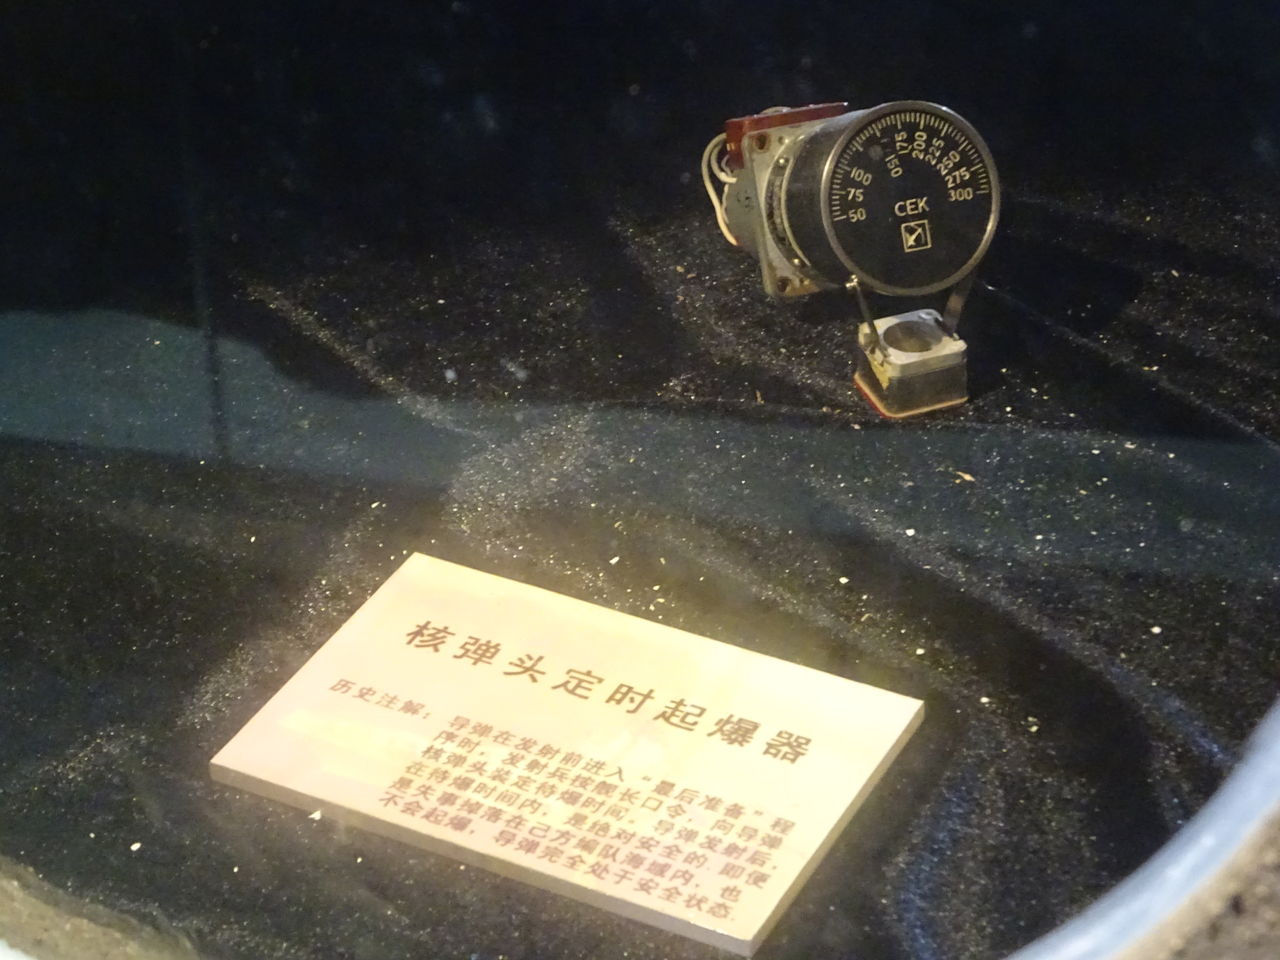 50
75
100
150
175
200
225
250
275
300
СЕК
核弹头定时起爆器
历史注解：导弹在发射前进入“最后准备”程
序时，发射兵按舰长口令，向导弹
核弹头装定待爆时间，导弹发射后，
在待爆时间内，是绝对安全的，即便
是失事掉落在己方编队海域内，也
不会起爆，导弹完全处于安全状态。